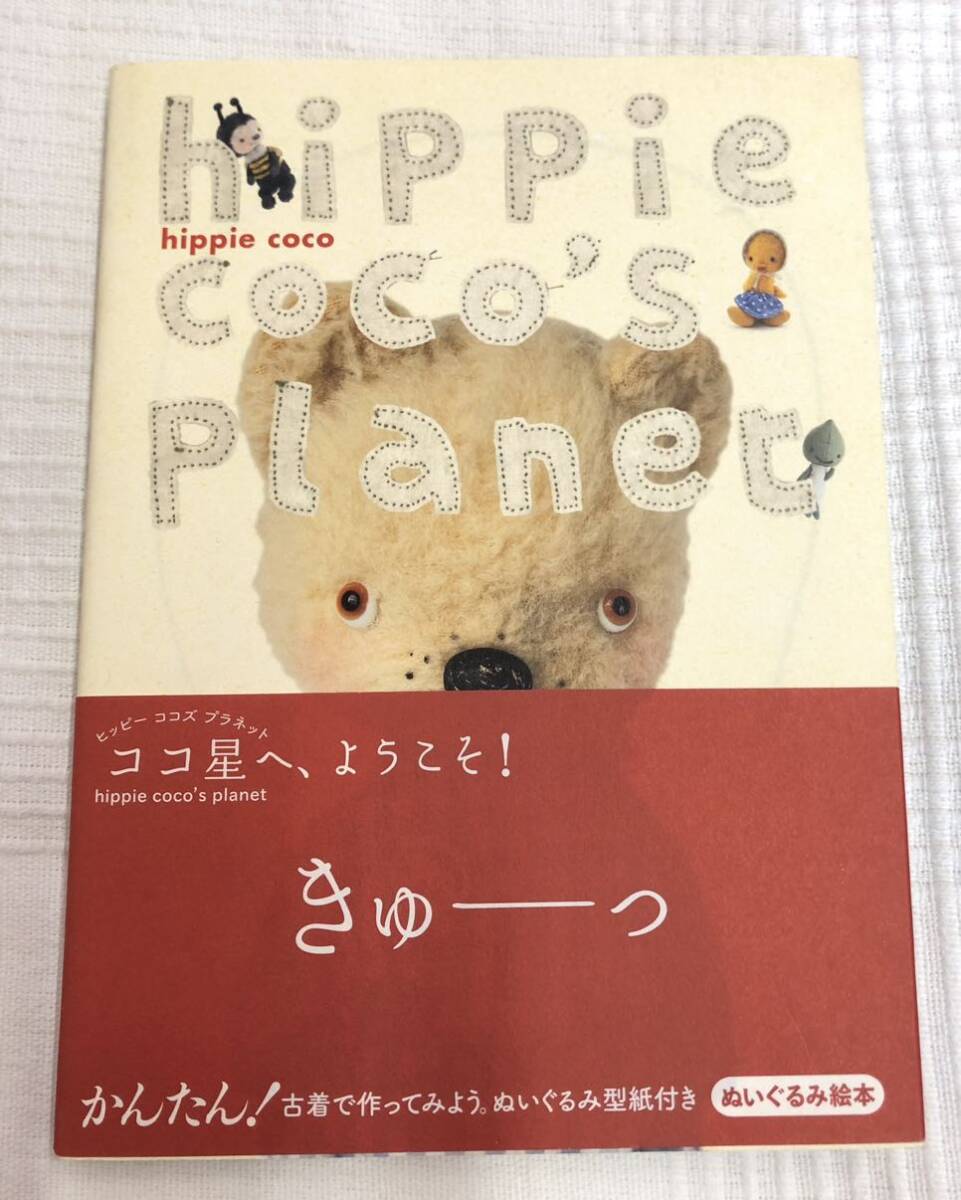 hippie
hippie coco
coco's
Planet
ヒッピー ココズ プラネット
ココ星へ、ようこそ!
hippie coco's planet
きゅ──っ
かんたん! 古着で作ってみよう。ぬいぐるみ型紙付き ぬいぐるみ絵本